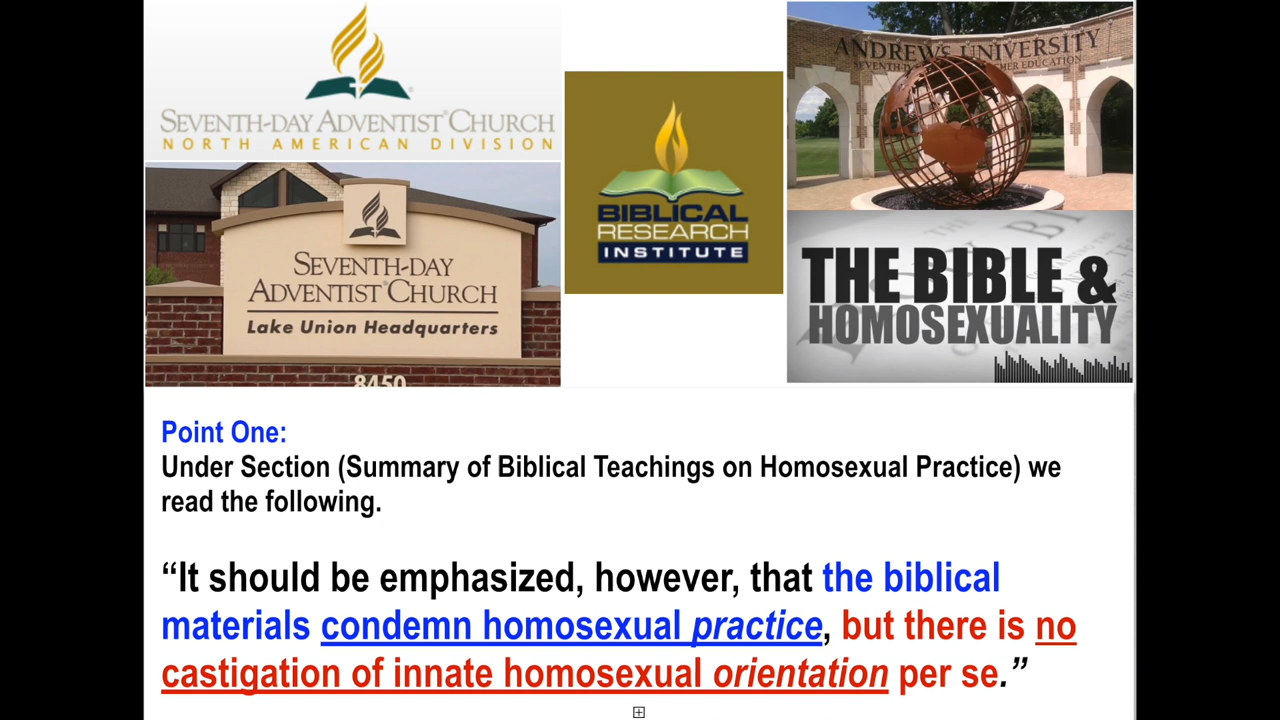 SEVENTH-DAY ADVENTIST® CHURCH
NORTH AMERICAN DIVISION
SEVENTH-DAY
ADVENTIST® CHURCH
Lake Union Headquarters
8450
BIBLICAL
RESEARCH
INSTITUTE
ANDREWS UNIVERSITY
THE BIBLE &
HOMOSEXUALITY
Point One:
Under Section (Summary of Biblical Teachings on Homosexual Practice) we
read the following.
“It should be emphasized, however, that the biblical
materials condemn homosexual practice, but there is no
castigation of innate homosexual orientation per se.”